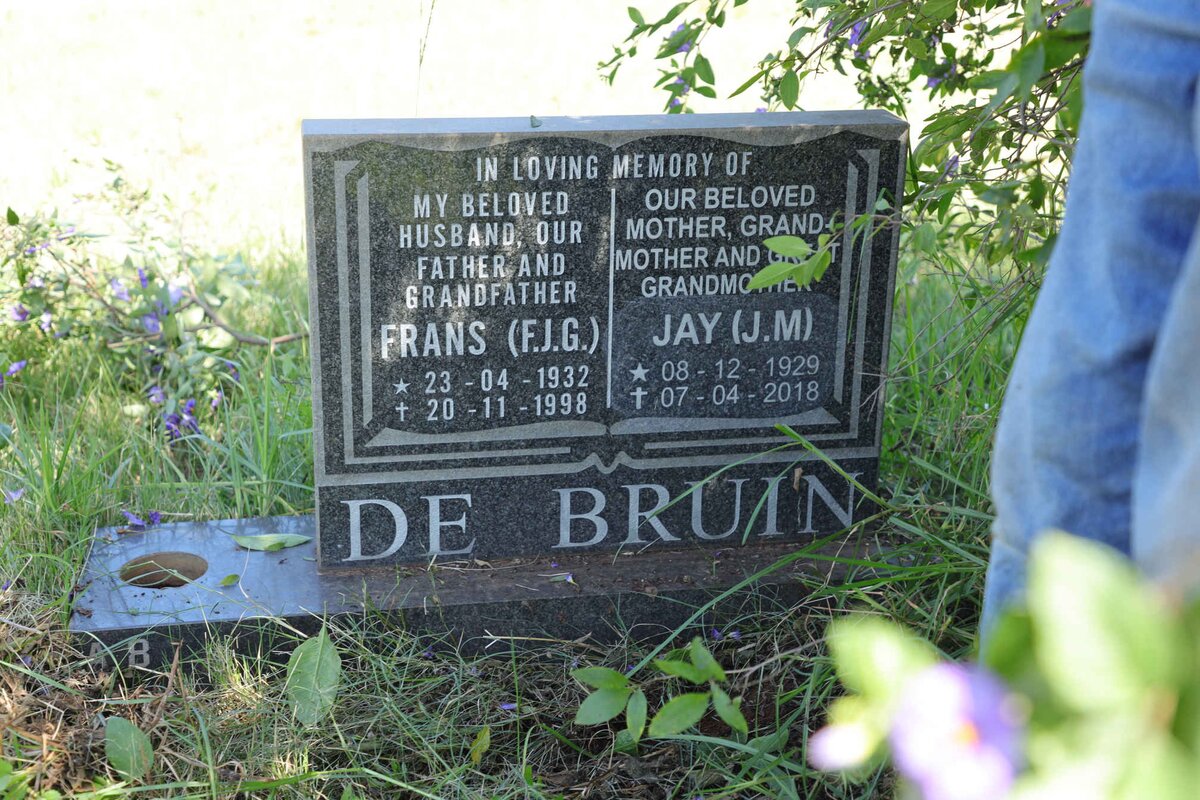 IN LOVING MEMORY OF
MY BELOVED
HUSBAND, OUR
FATHER AND
GRANDFATHER
FRANS (F.J.G.)
★ 23 - 04 - 1932
✝ 20 - 11 - 1998
OUR BELOVED
MOTHER, GRAND-
MOTHER AND
GRANDMOTHER
JAY (J.M)
★ 08 - 12 - 1929
✝ 07 - 04 - 2018
DE BRUIN
A B